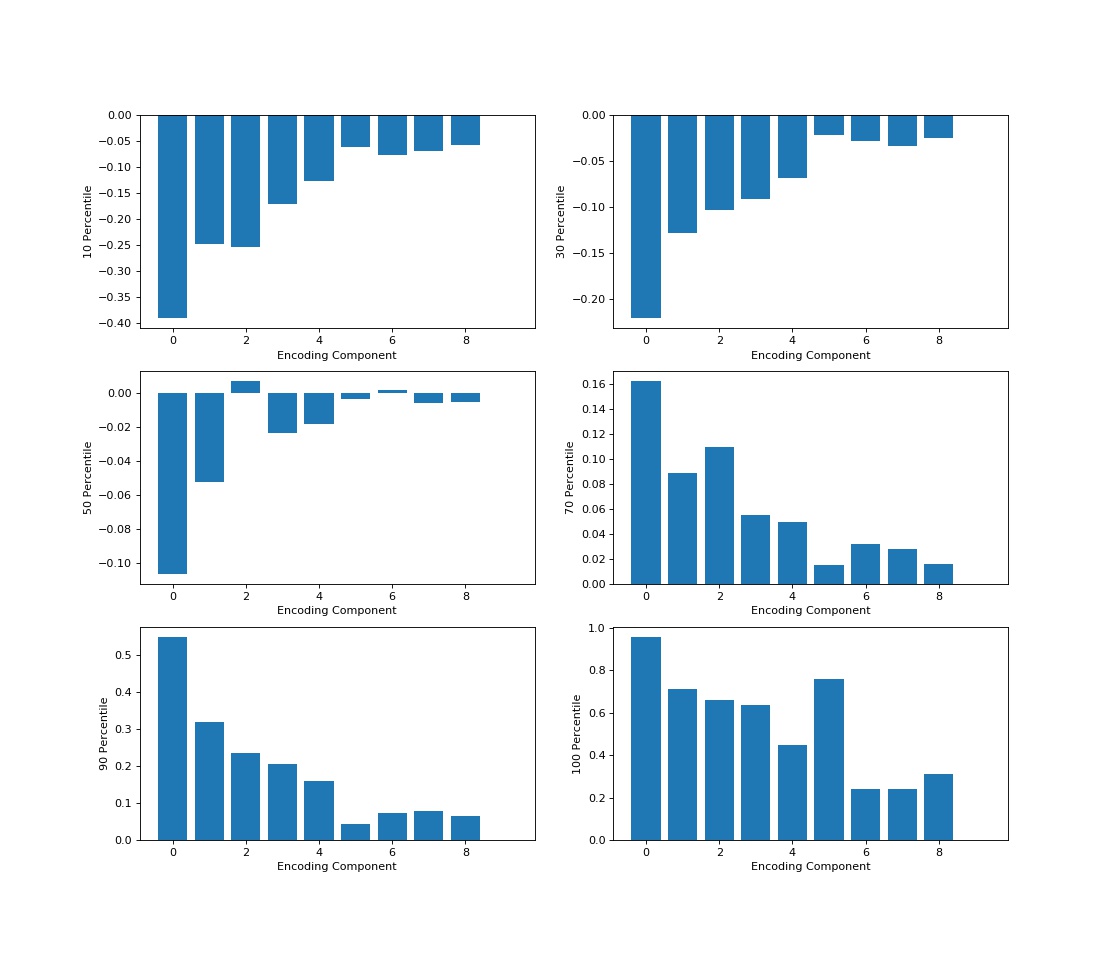 0.00
−0.05
−0.10
−0.15
−0.20
−0.25
−0.30
−0.35
−0.40
10 Percentile
0 2 4 6 8
Encoding Component
0.00
−0.05
−0.10
−0.15
−0.20
30 Percentile
0 2 4 6 8
Encoding Component
0.00
−0.02
−0.04
−0.06
−0.08
−0.10
50 Percentile
0 2 4 6 8
Encoding Component
0.16
0.14
0.12
0.10
0.08
0.06
0.04
0.02
0.00
70 Percentile
0 2 4 6 8
Encoding Component
0.5
0.4
0.3
0.2
0.1
0.0
90 Percentile
0 2 4 6 8
Encoding Component
1.0
0.8
0.6
0.4
0.2
0.0
100 Percentile
0 2 4 6 8
Encoding Component